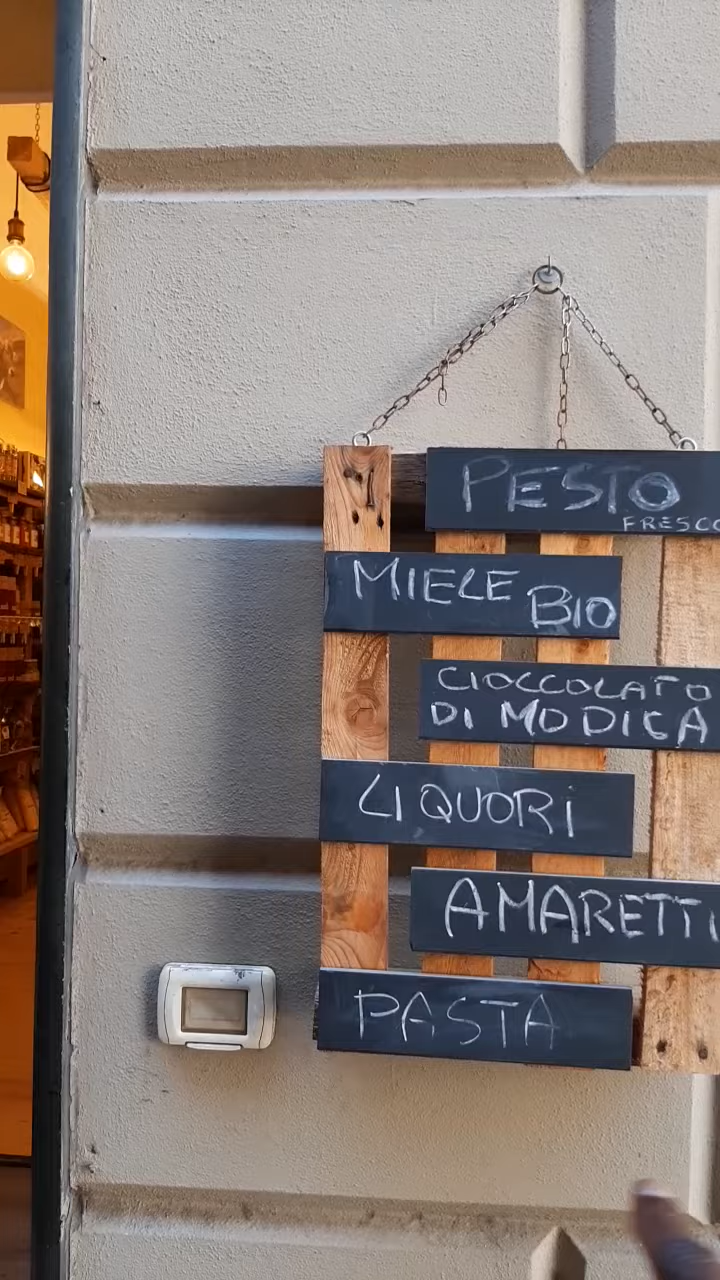 PESTO
FRESCO
MIELE BIO
CIOCCOLATO
DI MODICA
LIQUORI
AMARETTI
PASTA